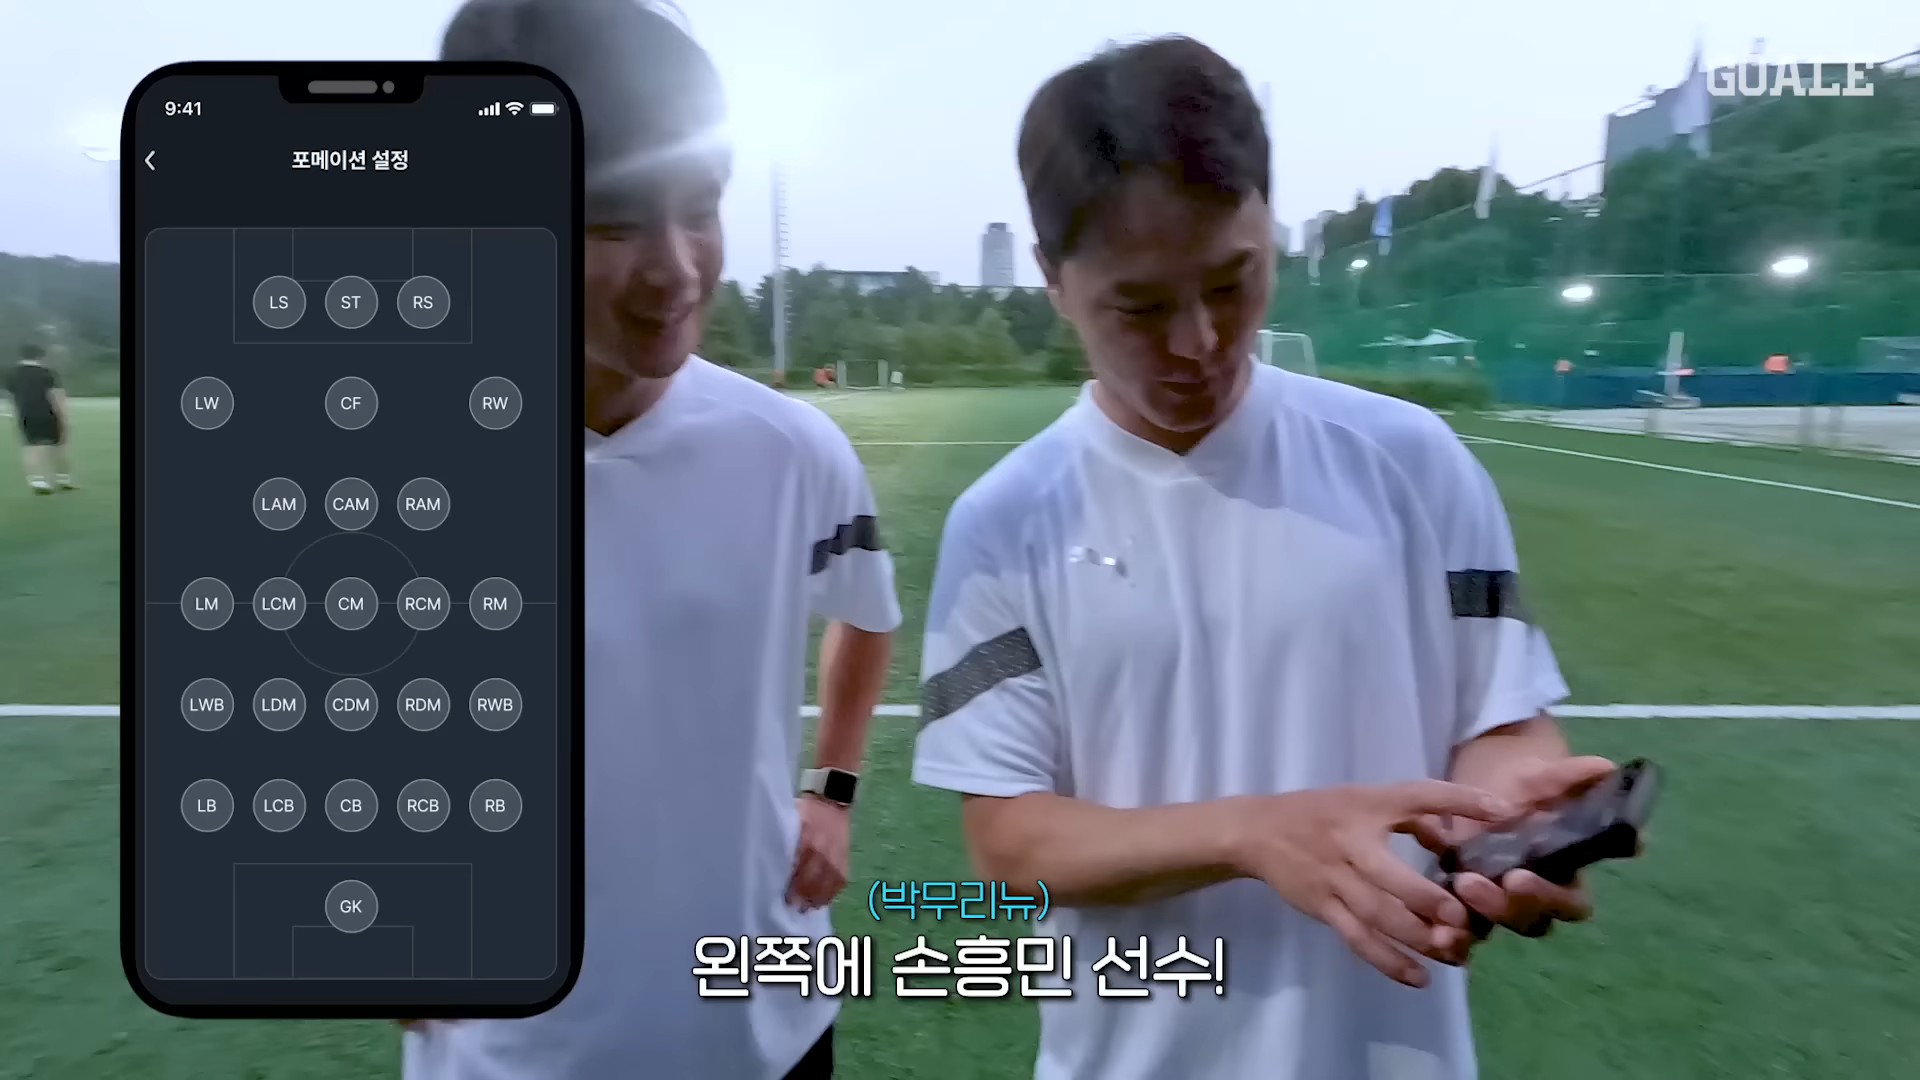 GOALE
9:41
포메이션 설정
LS ST RS
LW CF RW
LAM CAM RAM
LM LCM CM RCM RM
LWB LDM CDM RDM RWB
LB LCB CB RCB RB
GK
(박무리뉴)
왼쪽에 손흥민 선수!